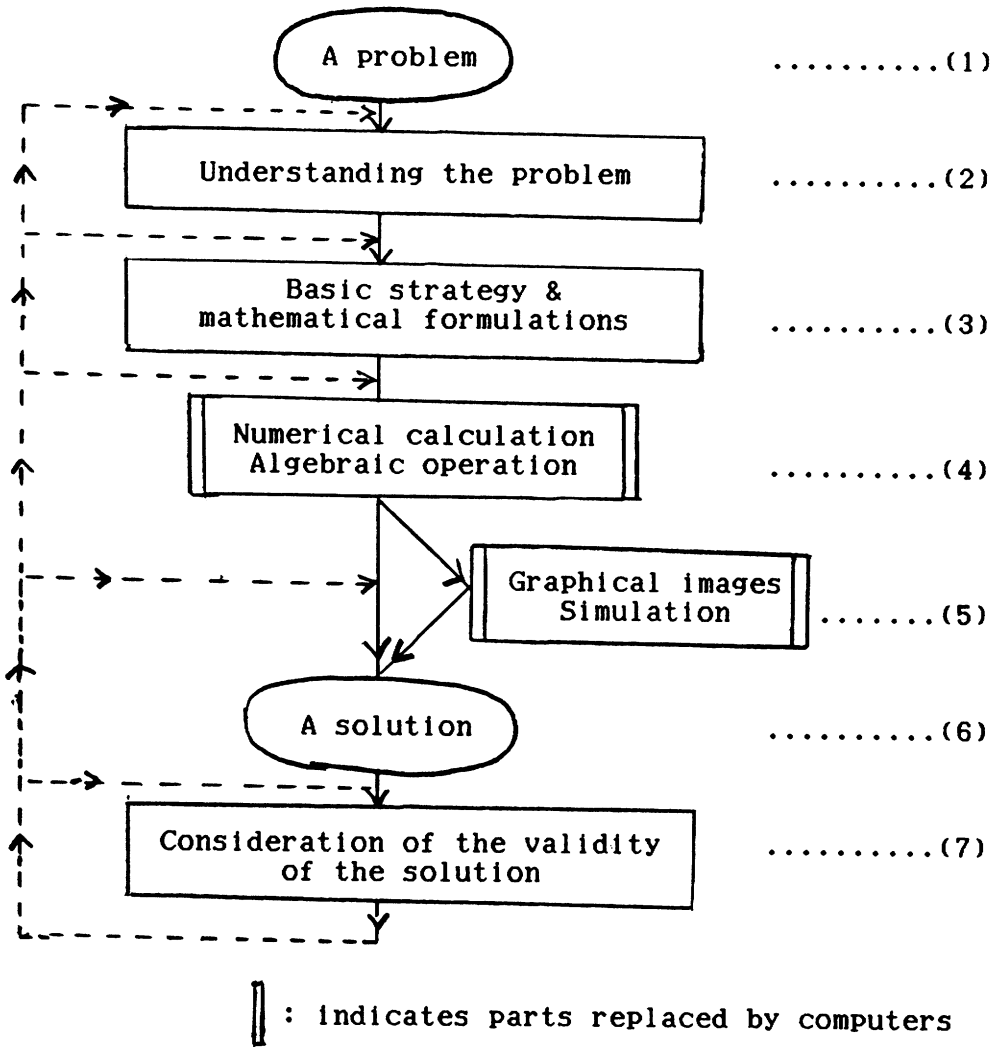 A problem ..........(1)
Understanding the problem ..........(2)
Basic strategy &
mathematical formulations ..........(3)
Numerical calculation
Algebraic operation ..........(4)
Graphical images
Simulation .......(5)
A solution ..........(6)
Consideration of the validity
of the solution ..........(7)
: indicates parts replaced by computers